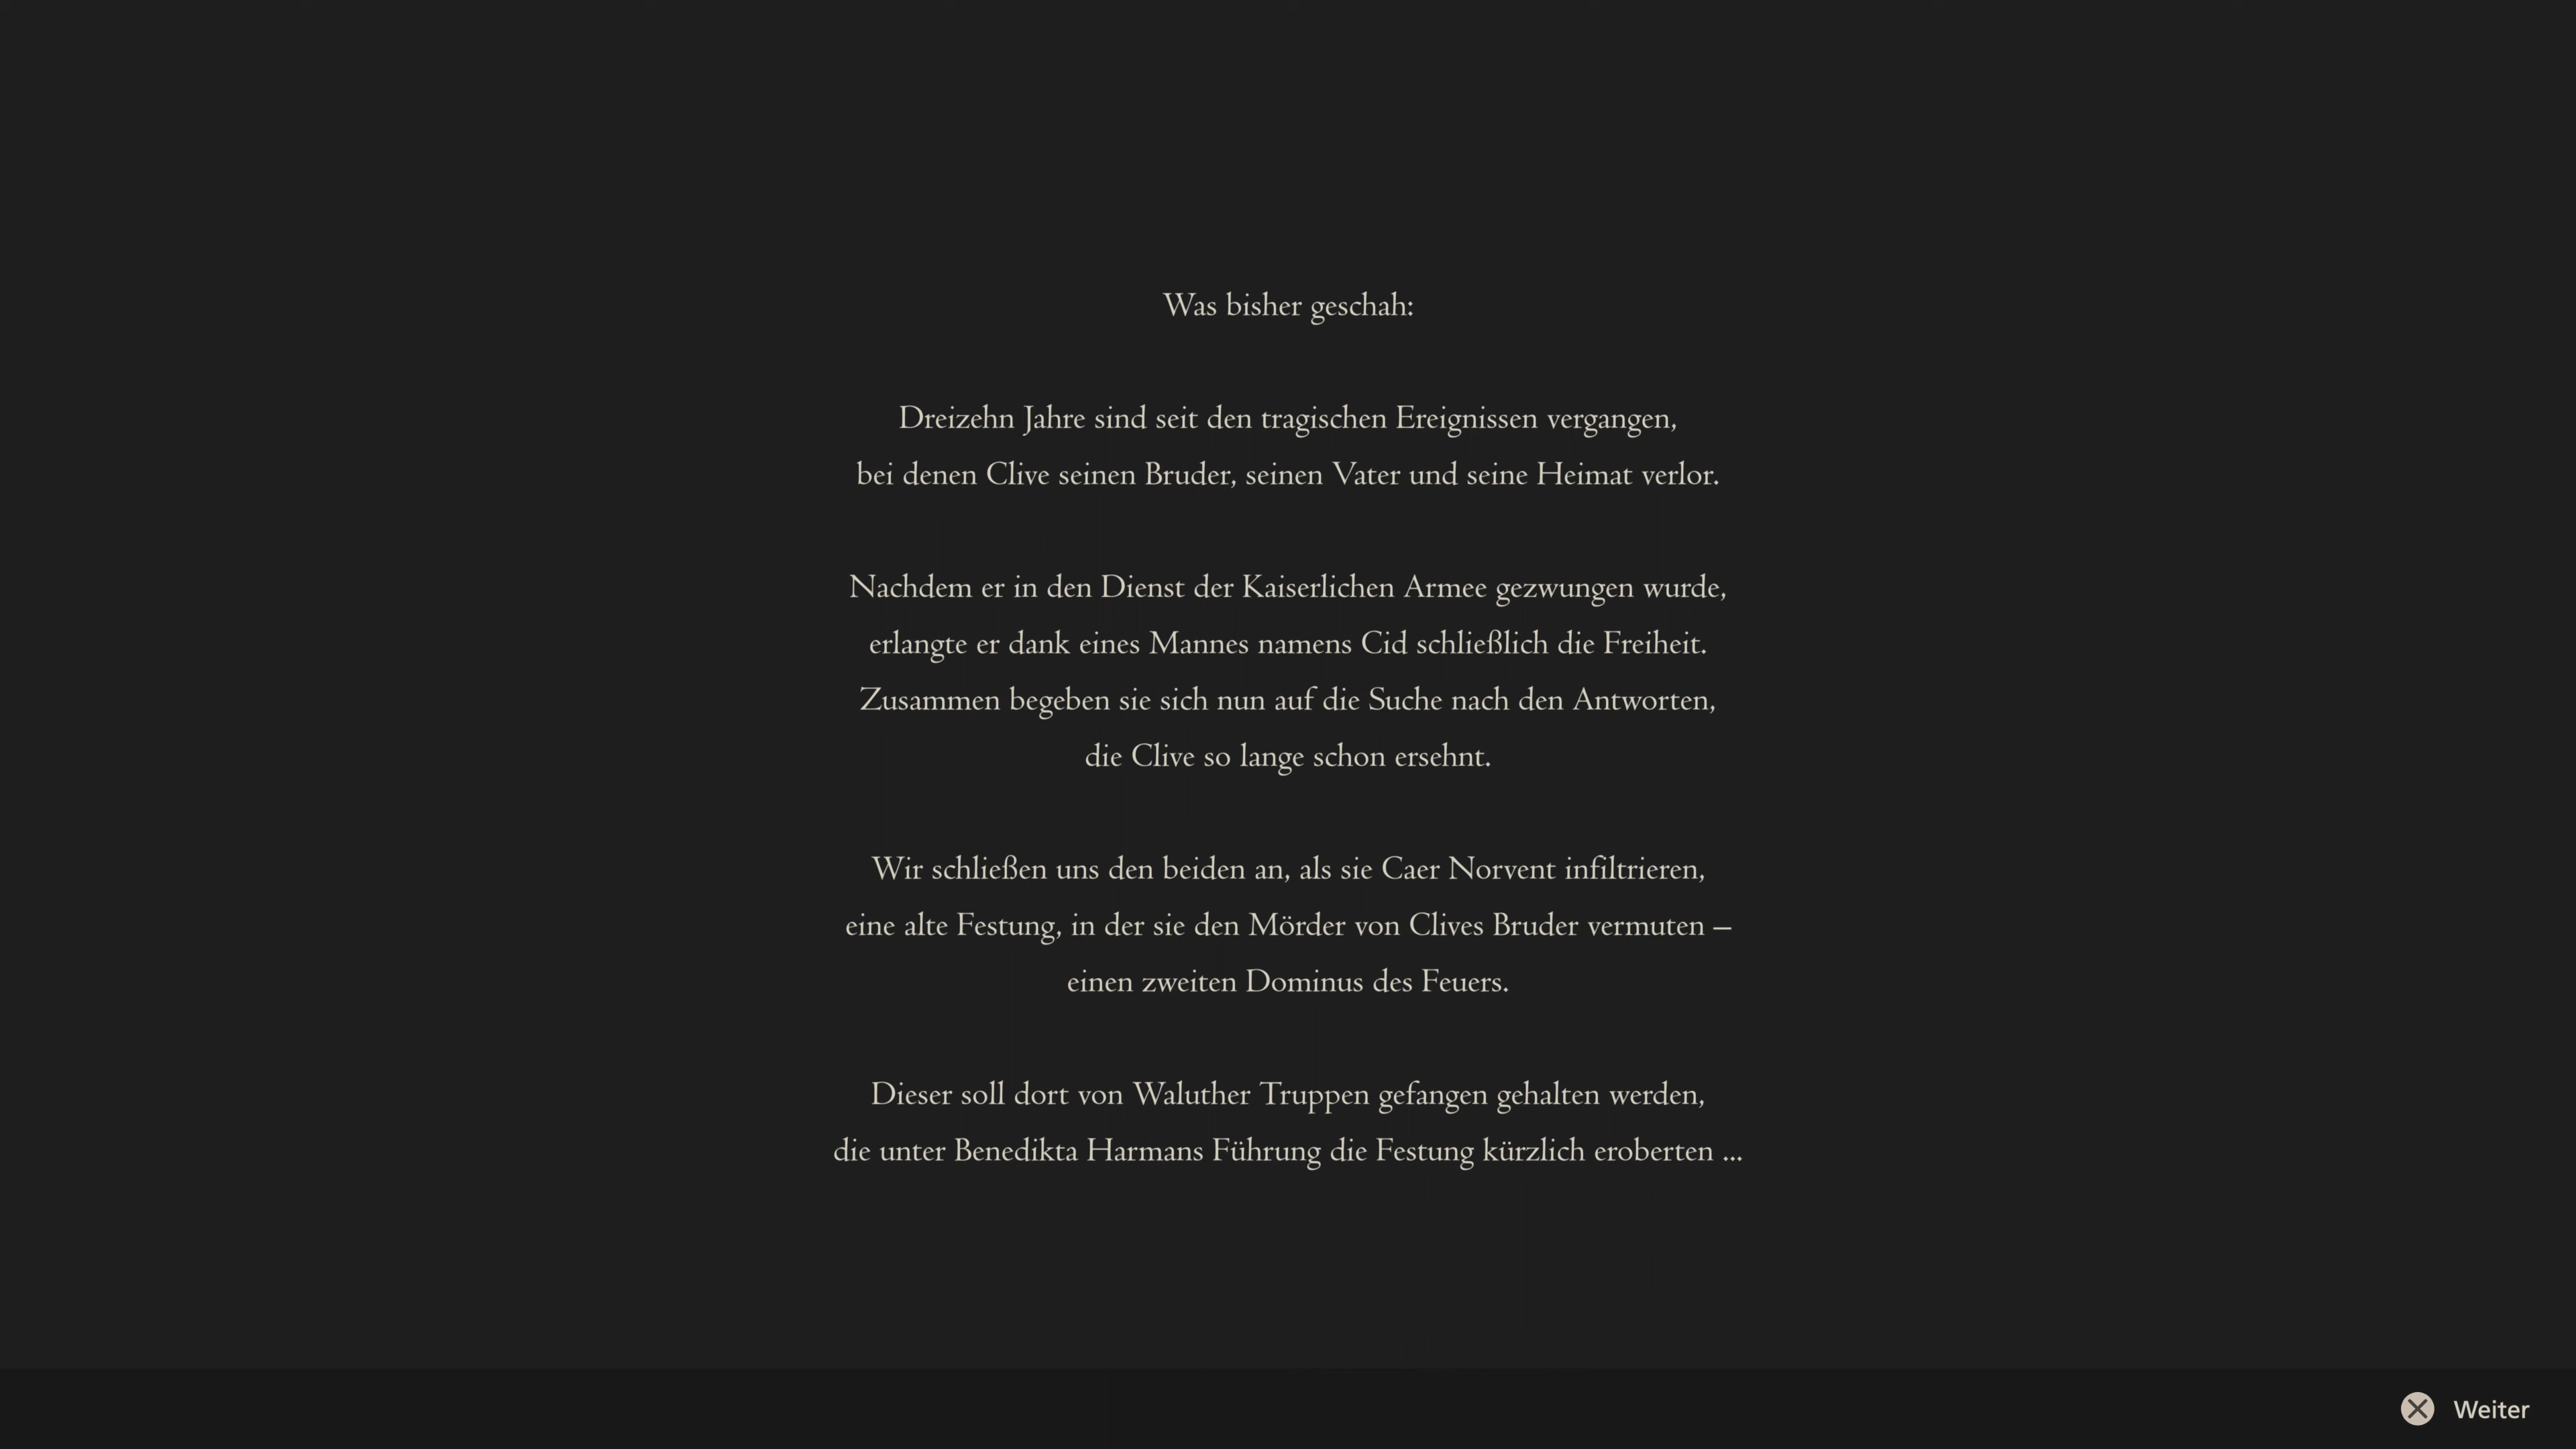 Was bisher geschah:
Dreizehn Jahre sind seit den tragischen Ereignissen vergangen,
bei denen Clive seinen Bruder, seinen Vater und seine Heimat verlor.
Nachdem er in den Dienst der Kaiserlichen Armee gezwungen wurde,
erlangte er dank eines Mannes namens Cid schließlich die Freiheit.
Zusammen begeben sie sich nun auf die Suche nach den Antworten,
die Clive so lange schon ersehnt.
Wir schließen uns den beiden an, als sie Caer Norvent infiltrieren,
eine alte Festung, in der sie den Mörder von Clives Bruder vermuten –
einen zweiten Dominus des Feuers.
Dieser soll dort von Waluther Truppen gefangen gehalten werden,
die unter Benedikta Harmans Führung die Festung kürzlich eroberten ...
Weiter